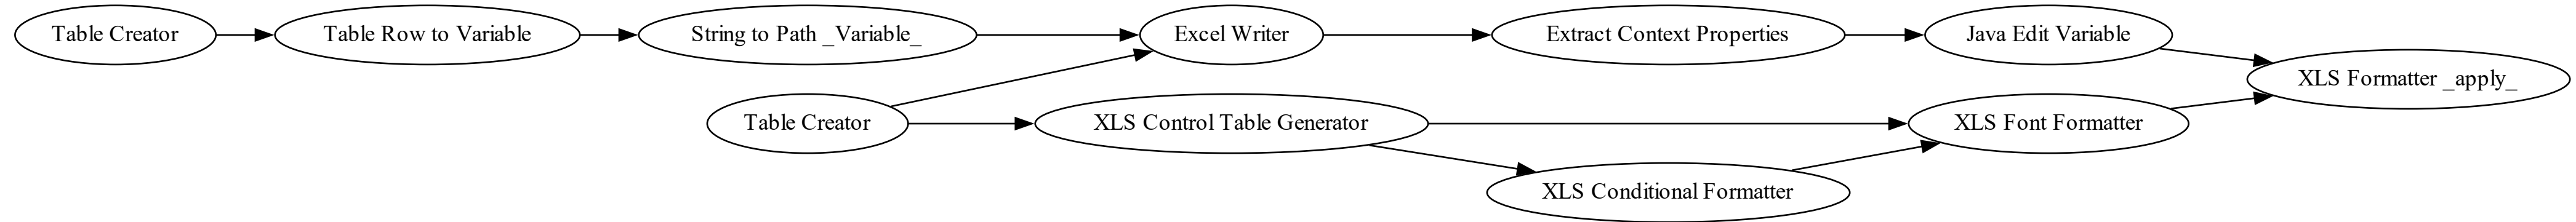 Table Creator
Table Row to Variable
String to Path _Variable_
Excel Writer
Extract Context Properties
Java Edit Variable
XLS Formatter _apply_
Table Creator
XLS Control Table Generator
XLS Font Formatter
XLS Conditional Formatter